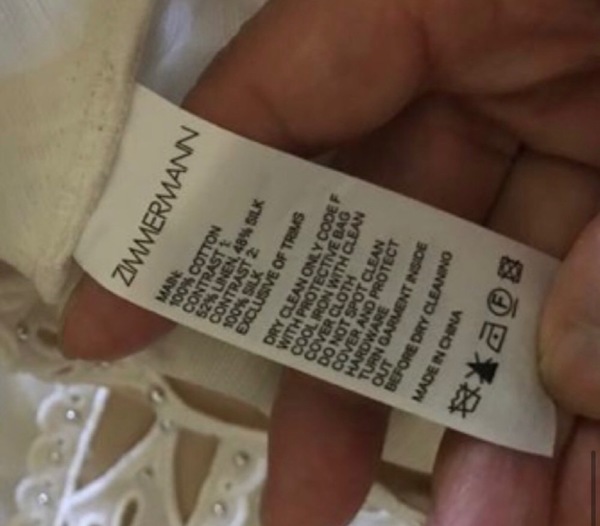 ZIMMERMANN
MAIN:
100% COTTON
CONTRAST 1:
52% LINEN, 48% SILK
CONTRAST 2:
100% SILK
EXCLUSIVE OF TRIMS
DRY CLEAN ONLY CODE F
WITH PROTECTIVE BAG
COOL IRON WITH CLEAN
COVER CLOTH
DO NOT SPOT CLEAN
COVER AND PROTECT
HARDWARE
TURN GARMENT INSIDE
OUT
BEFORE DRY CLEANING
MADE IN CHINA
F